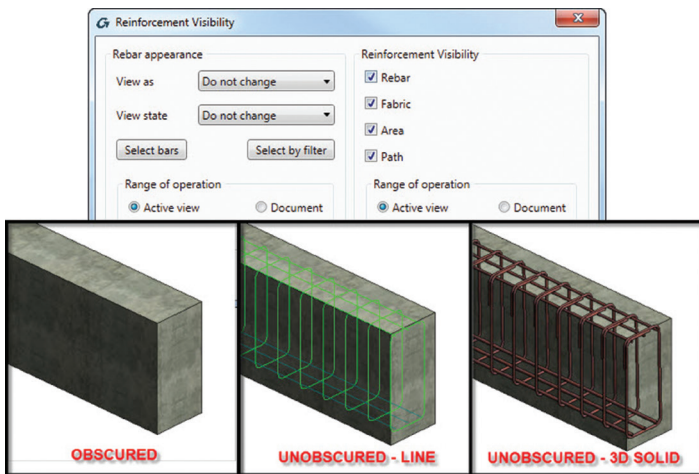 Reinforcement Visibility
Rebar appearance
View as Do not change
View state Do not change
Select bars Select by filter
Range of operation
Active view Document
Reinforcement Visibility
Rebar
Fabric
Area
Path
Range of operation
Active view Document
OBSCURED
UNOBSCURED - LINE
UNOBSCURED - 3D SOLID